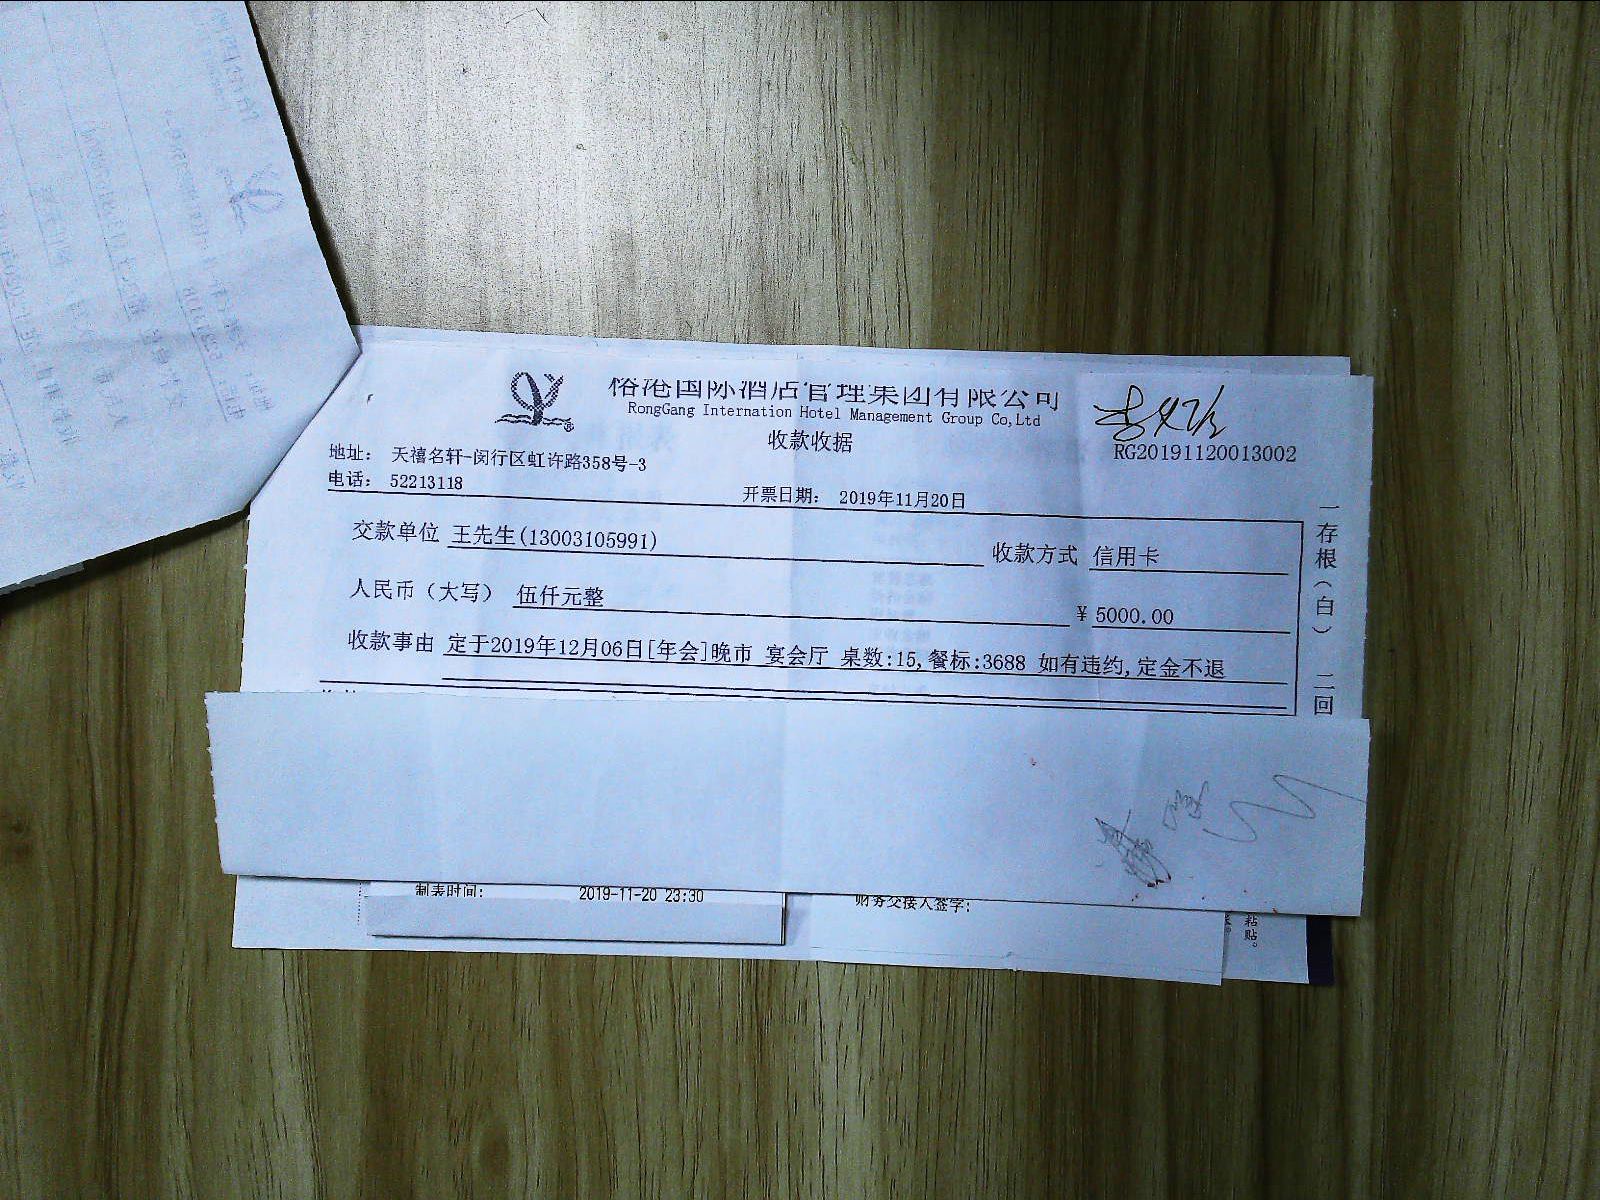 裕港国际酒店管理集团有限公司
RongGang Internation Hotel Management Group Co,Ltd
收款收据
RG20191120013002
地址： 天禧名轩-闵行区虹许路358号-3
电话： 52213118
开票日期： 2019年11月20日
交款单位 王先生(13003105991)
收款方式 信用卡
人民币（大写） 伍仟元整
¥ 5000.00
收款事由 定于2019年12月06日[年会]晚市 宴会厅 桌数:15,餐标:3688 如有违约,定金不退
一存根(白) 二回
制表时间: 2019-11-20 23:30
财务交接人签字:
粘贴。